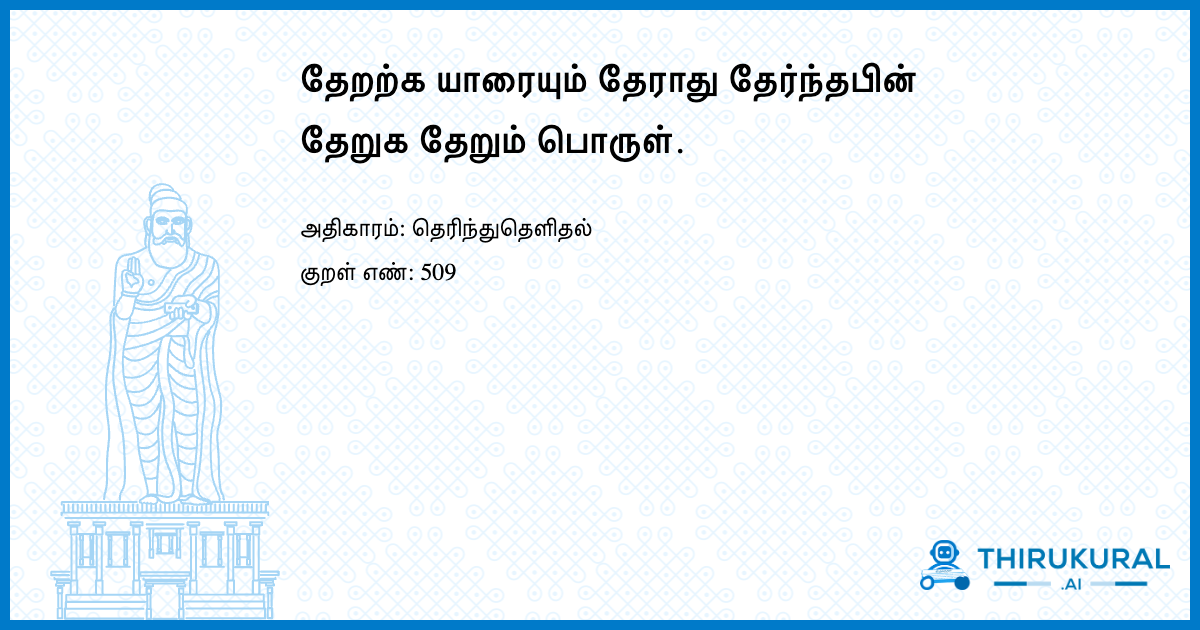 தேறற்க யாரையும் தேராது தேர்ந்தபின்
தேறுக தேறும் பொருள்.
அதிகாரம்: தெரிந்துதெளிதல்
குறள் எண்: 509
THIRUKURAL
.AI